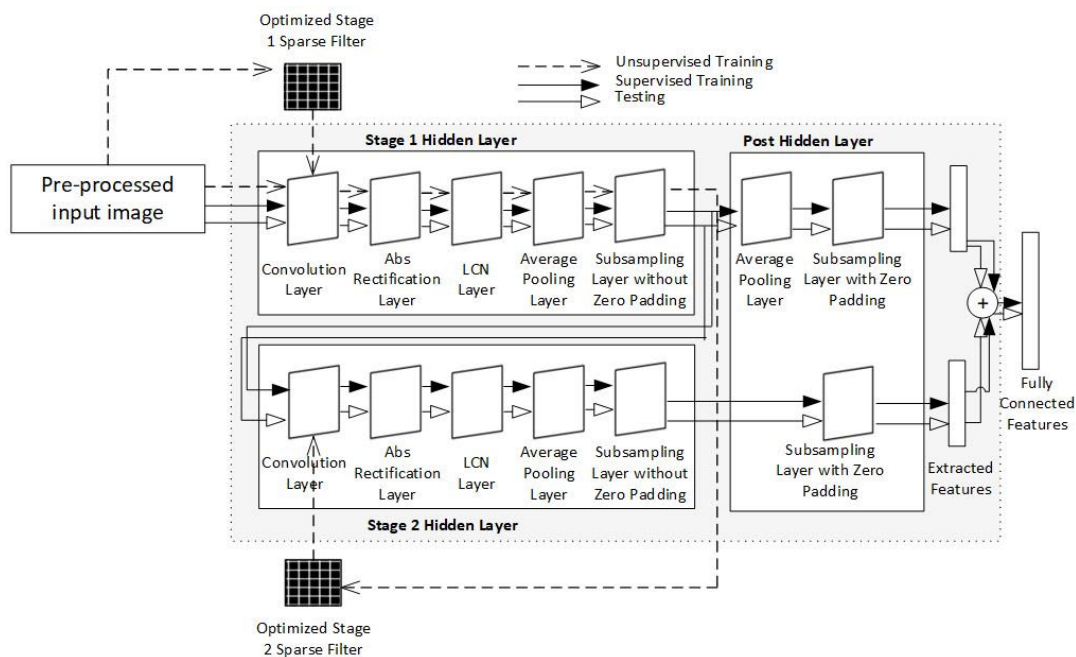 Optimized Stage
1 Sparse Filter
Unsupervised Training
Supervised Training
Testing
Stage 1 Hidden Layer
Post Hidden Layer
Pre-processed
input image
Convolution
Layer
Abs
Rectification
Layer
LCN
Layer
Average
Pooling
Layer
Subsampling
Layer without
Zero Padding
Average
Pooling
Layer
Subsampling
Layer with Zero
Padding
+
Fully
Connected
Features
Convolution
Layer
Abs
Rectification
Layer
LCN
Layer
Average
Pooling
Layer
Subsampling
Layer without
Zero Padding
Subsampling
Layer with Zero
Padding
Extracted
Features
Stage 2 Hidden Layer
Optimized Stage
2 Sparse Filter